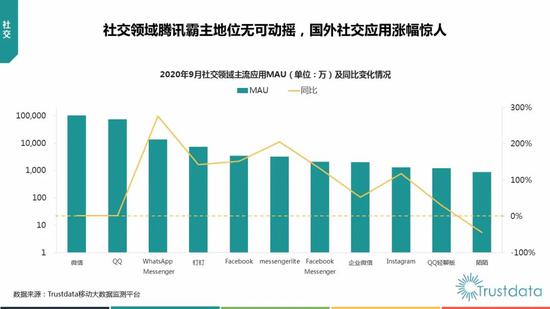 社交
社交领域腾讯霸主地位无可动摇，国外社交应用涨幅惊人
2020年9月社交领域主流应用MAU（单位：万）及同比变化情况
MAU 同比
100,000 300%
10,000 200%
1,000 100%
100
10 0%
1 -100%
微信 QQ WhatsApp Messenger 钉钉 Facebook messengerlite Facebook Messenger 企业微信 Instagram QQ轻聊版 陌陌
数据来源：Trustdata移动大数据监测平台
Trustdata